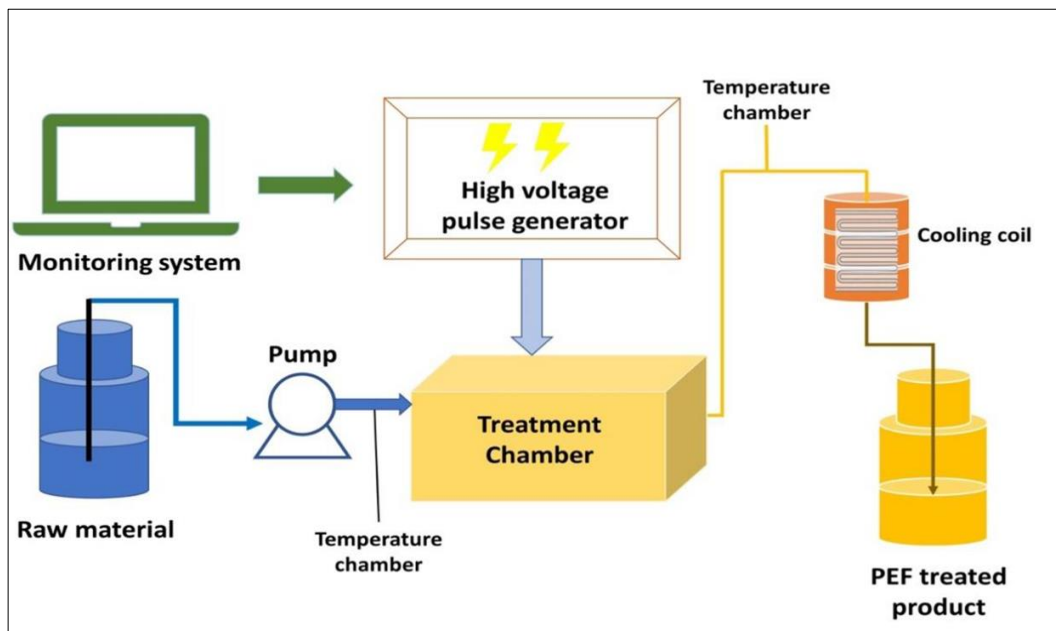 Temperature
chamber
High voltage
pulse generator
Cooling coil
Monitoring system
Pump
Treatment
Chamber
Raw material
Temperature
chamber
PEF treated
product